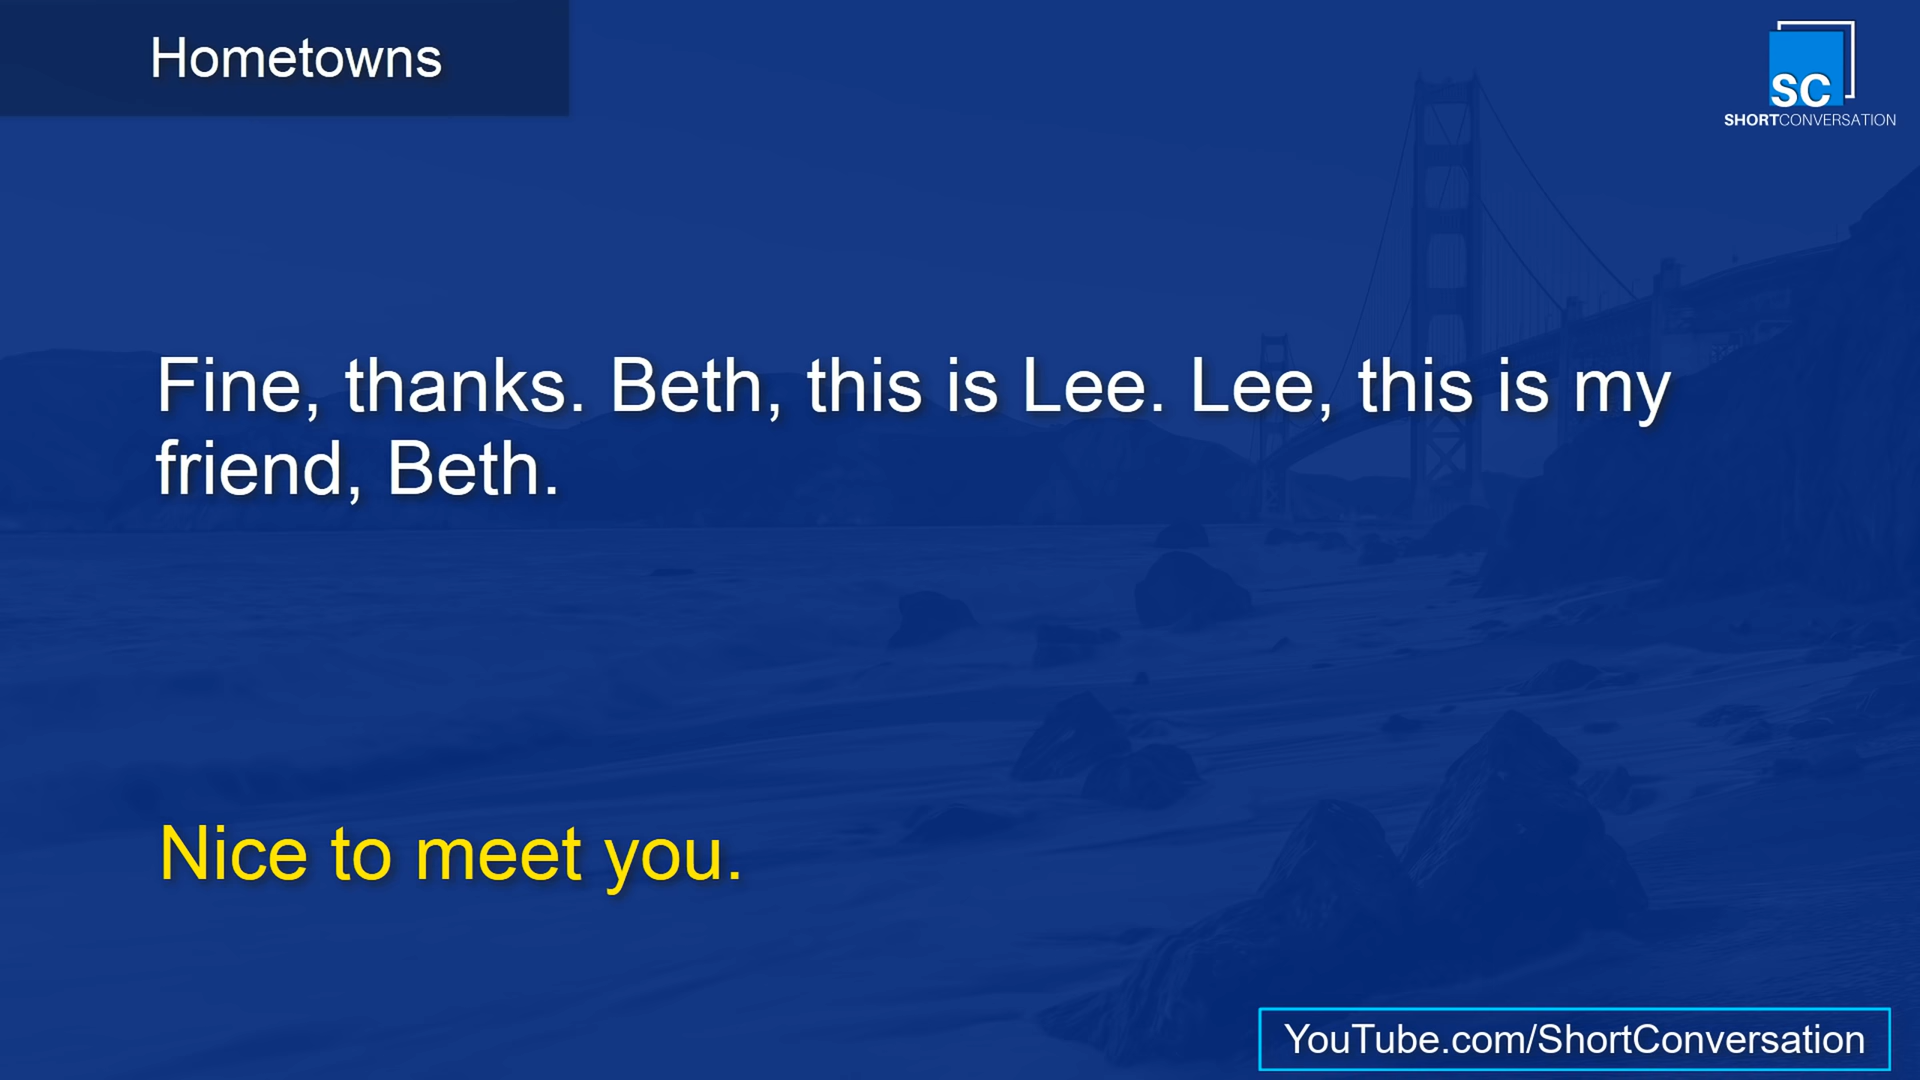 Hometowns
SC
SHORTCONVERSATION
Fine, thanks. Beth, this is Lee. Lee, this is my
friend, Beth.
Nice to meet you.
YouTube.com/ShortConversation